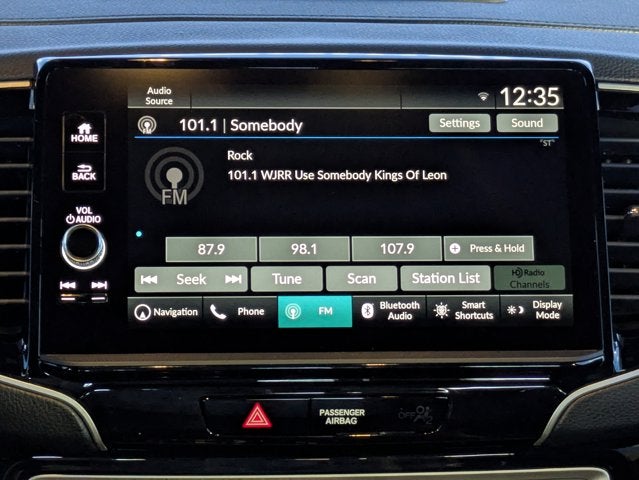 Audio
Source
12:35
101.1 | Somebody
Settings
Sound
"ST"
HOME
BACK
VOL
AUDIO
FM
Rock
101.1 WJRR Use Somebody Kings Of Leon
87.9
98.1
107.9
Press & Hold
Seek
Tune
Scan
Station List
HD Radio
Channels
Navigation
Phone
FM
Bluetooth
Audio
Smart
Shortcuts
Display
Mode
PASSENGER
AIRBAG
OFF